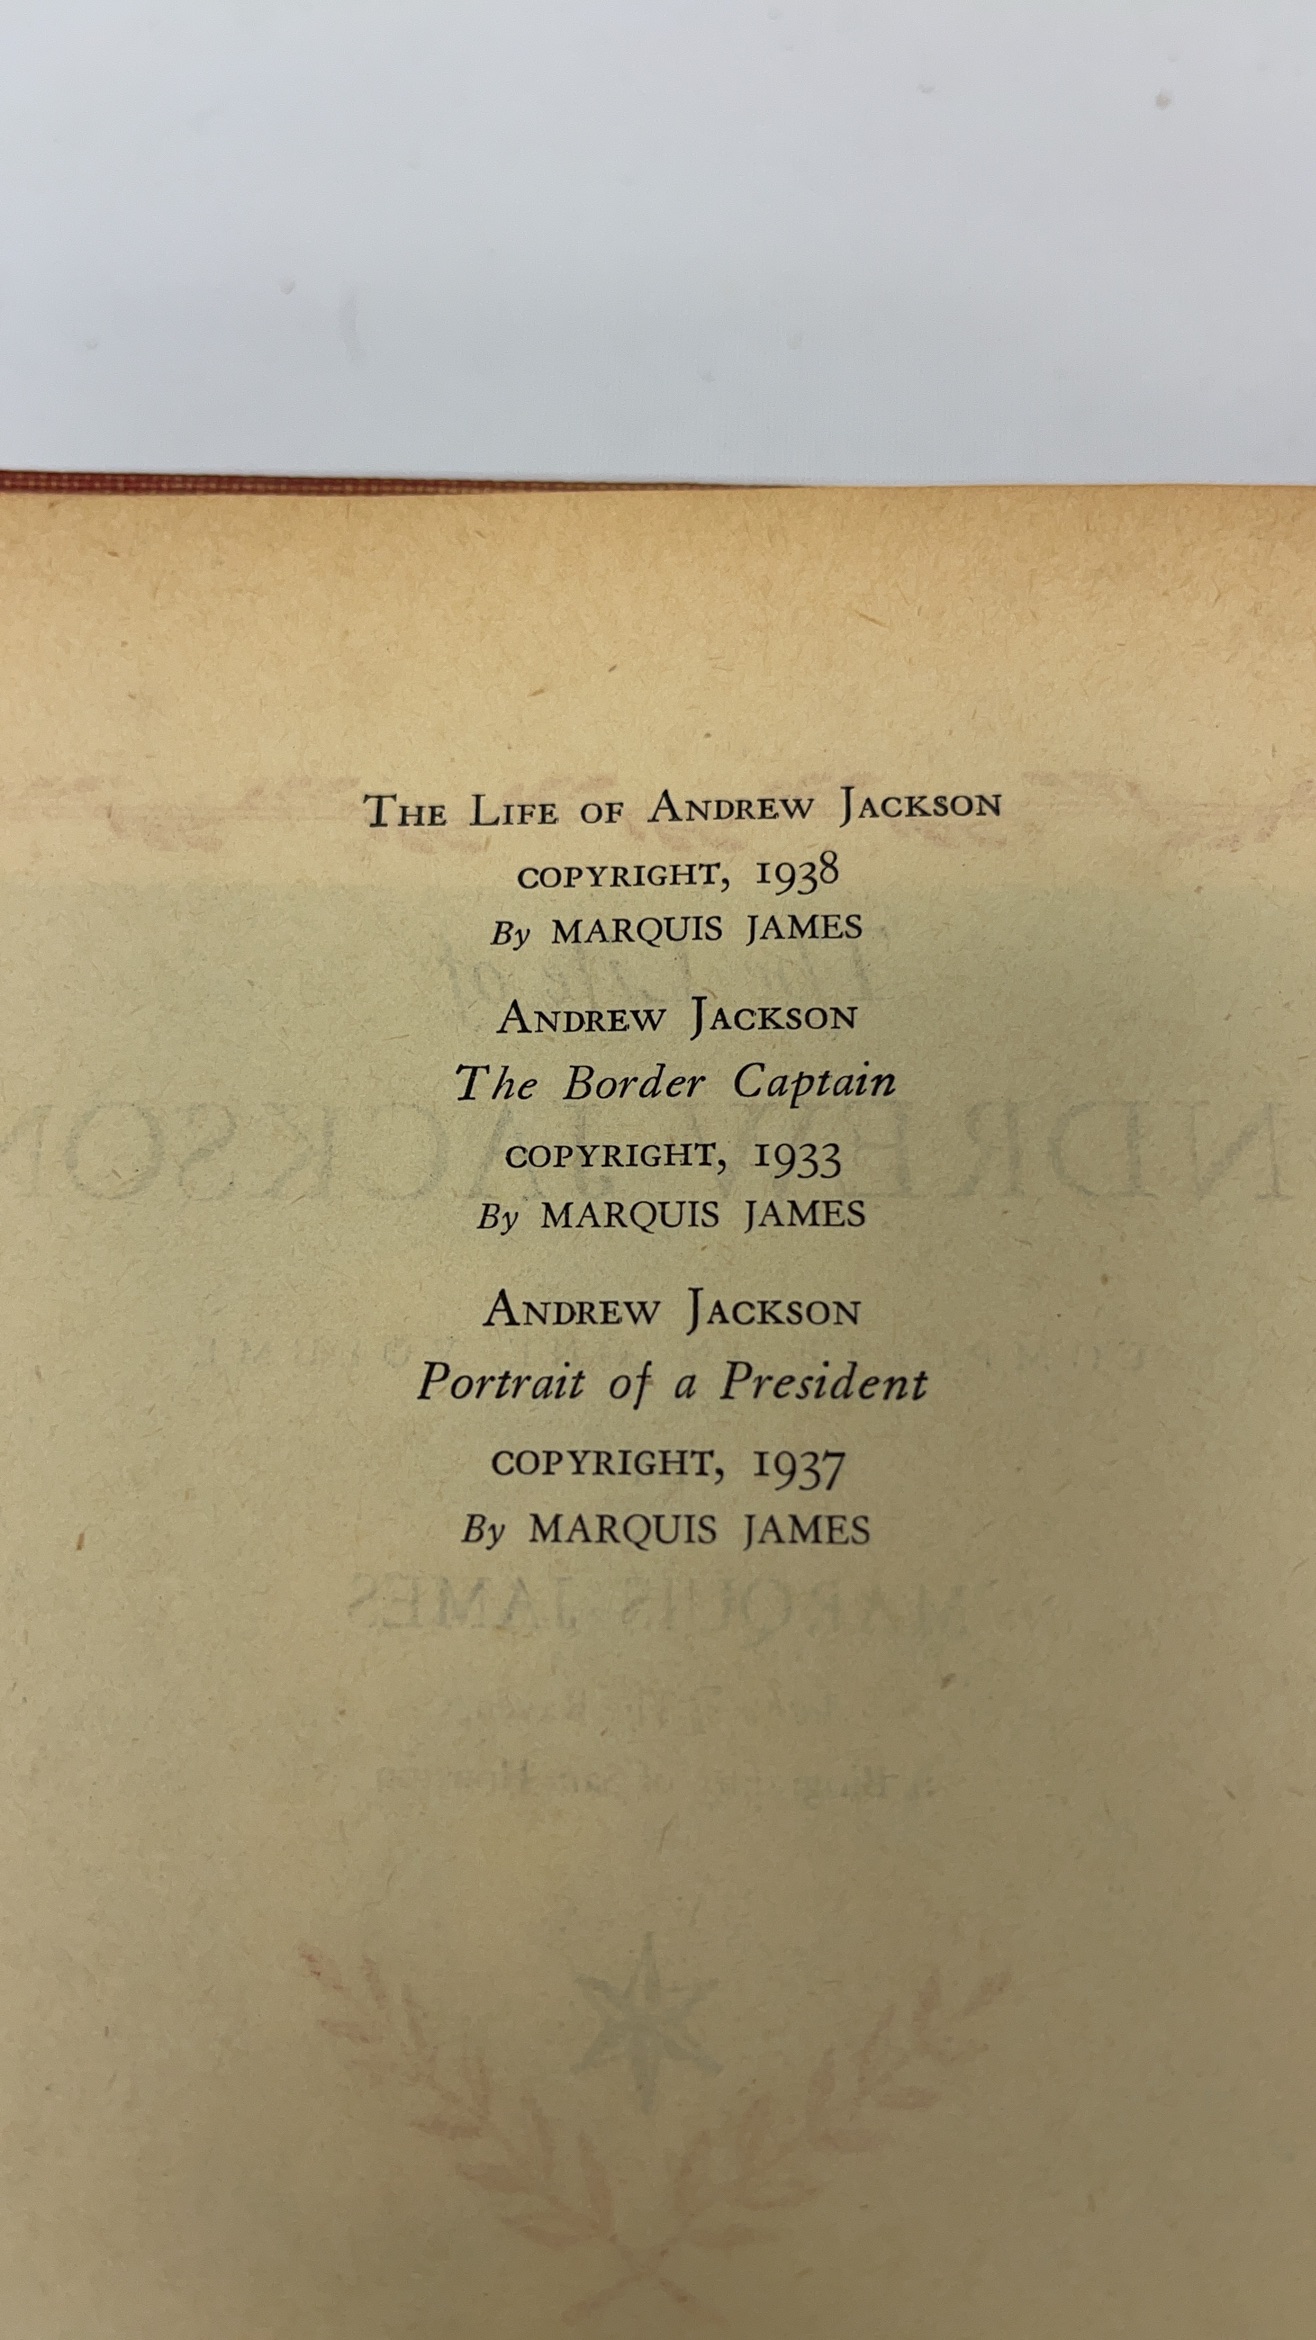 The Life of Andrew Jackson
COPYRIGHT, 1938
By MARQUIS JAMES
Andrew Jackson
The Border Captain
COPYRIGHT, 1933
By MARQUIS JAMES
Andrew Jackson
Portrait of a President
COPYRIGHT, 1937
By MARQUIS JAMES